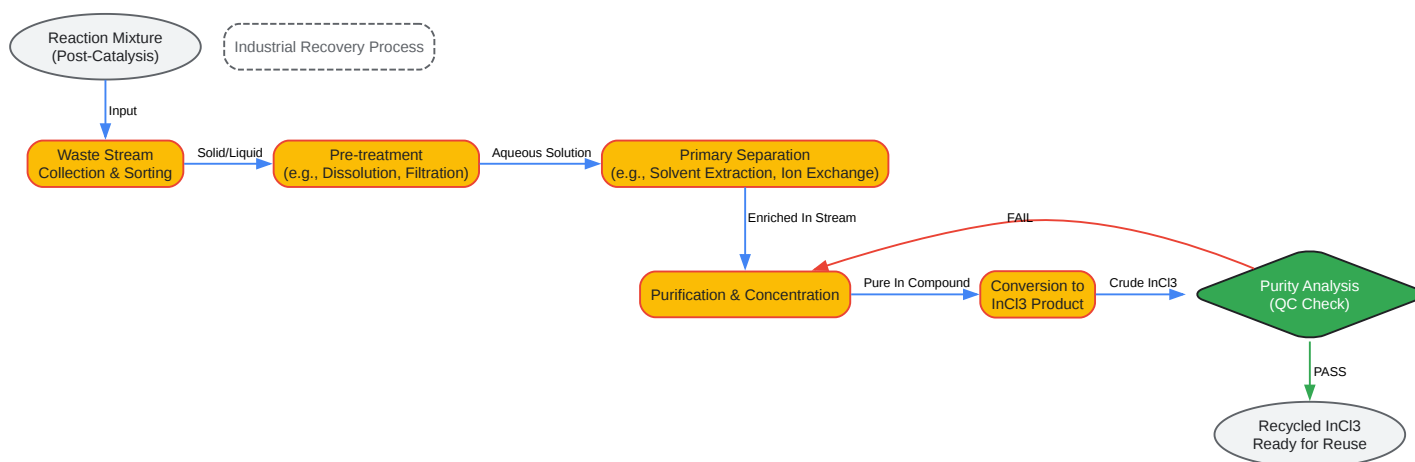 Reaction Mixture
(Post-Catalysis)
Industrial Recovery Process
Input
Waste Stream
Collection & Sorting
Solid/Liquid
Pre-treatment
(e.g., Dissolution, Filtration)
Aqueous Solution
Primary Separation
(e.g., Solvent Extraction, Ion Exchange)
Enriched In Stream
FAIL
Purification & Concentration
Pure In Compound
Conversion to
InCl3 Product
Crude InCl3
Purity Analysis
(QC Check)
PASS
Recycled InCl3
Ready for Reuse